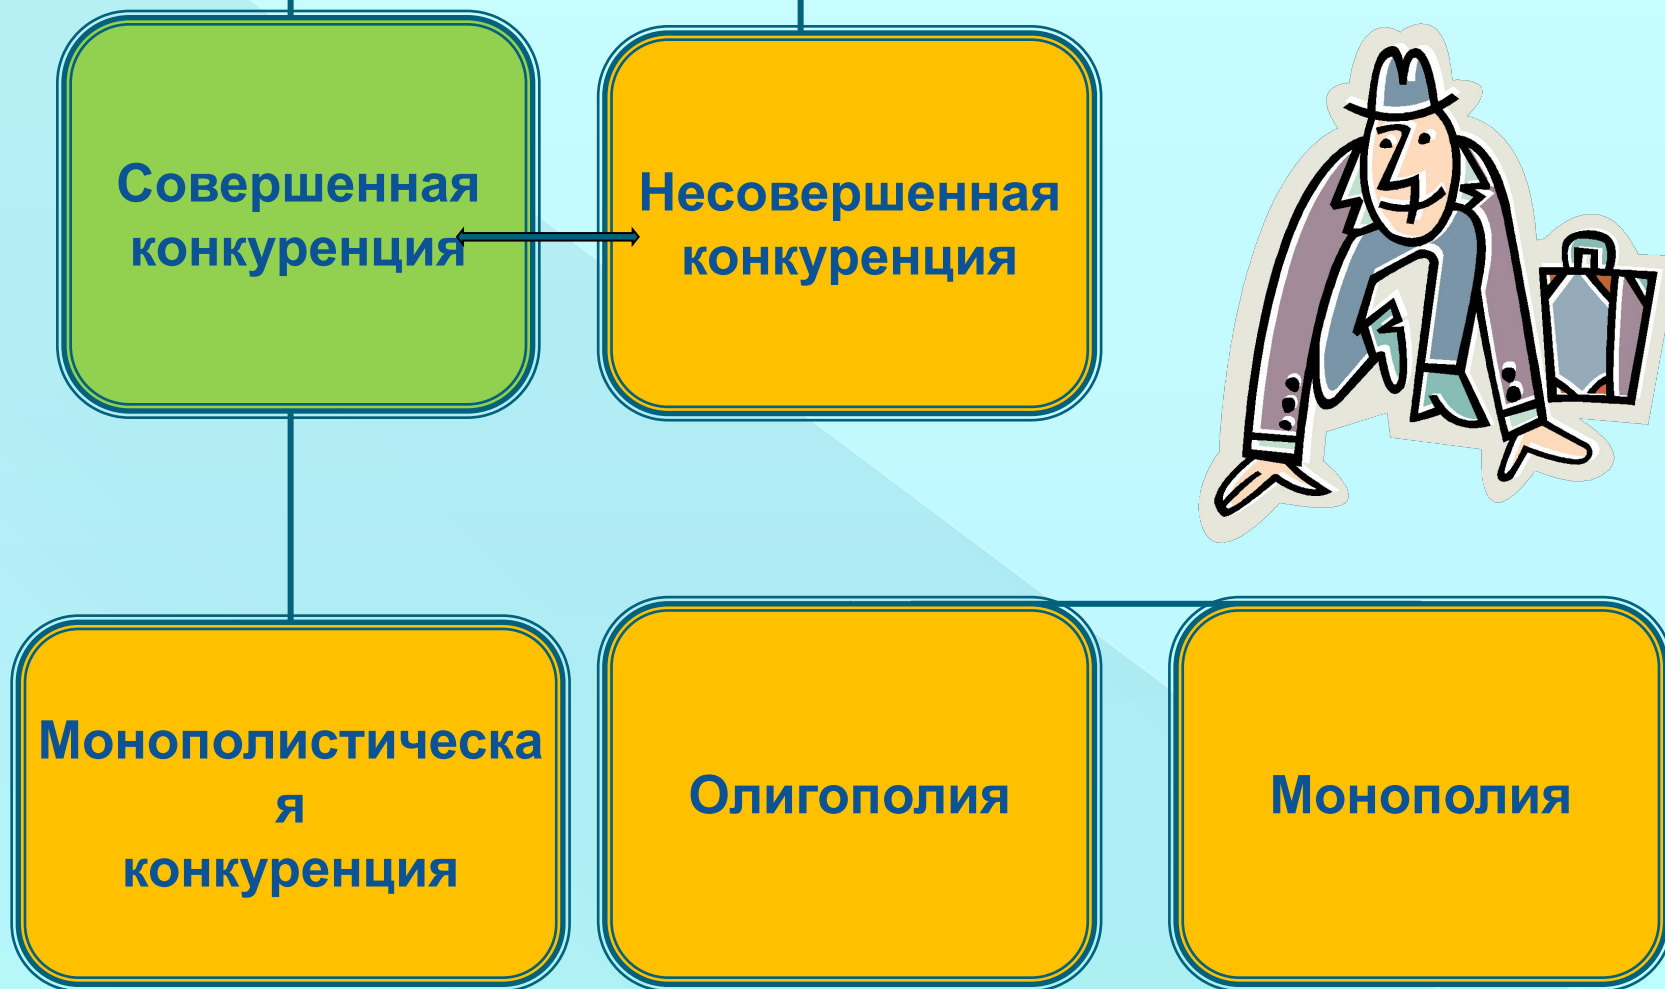 Совершенная
конкуренция
Несовершенная
конкуренция
Монополистическа
я
конкуренция
Олигополия
Монополия